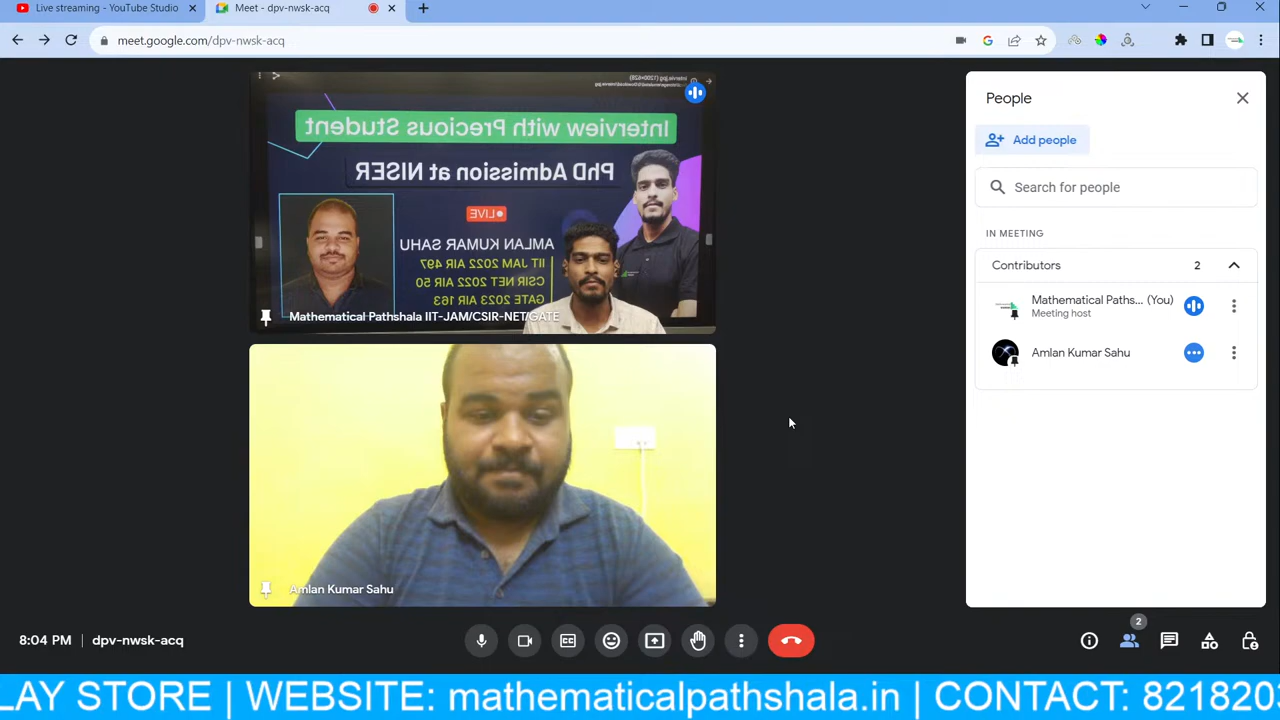 Live streaming - YouTube Studio
Meet - dpv-nwsk-acq
meet.google.com/dpv-nwsk-acq
Interview with Precious Student
PhD Admission at NISER
LIVE
AMLAN KUMAR SAHU
IIT JAM 2022 AIR 497
CSIR NET 2022 AIR 50
GATE 2023 AIR 163
Mathematical Pathshala IIT-JAM/CSIR-NET/GATE
Amlan Kumar Sahu
People
Add people
Search for people
IN MEETING
Contributors 2
Mathematical Paths... (You)
Meeting host
Amlan Kumar Sahu
8:04 PM | dpv-nwsk-acq
CC
2
LAY STORE | WEBSITE: mathematicalpathshala.in | CONTACT: 821820